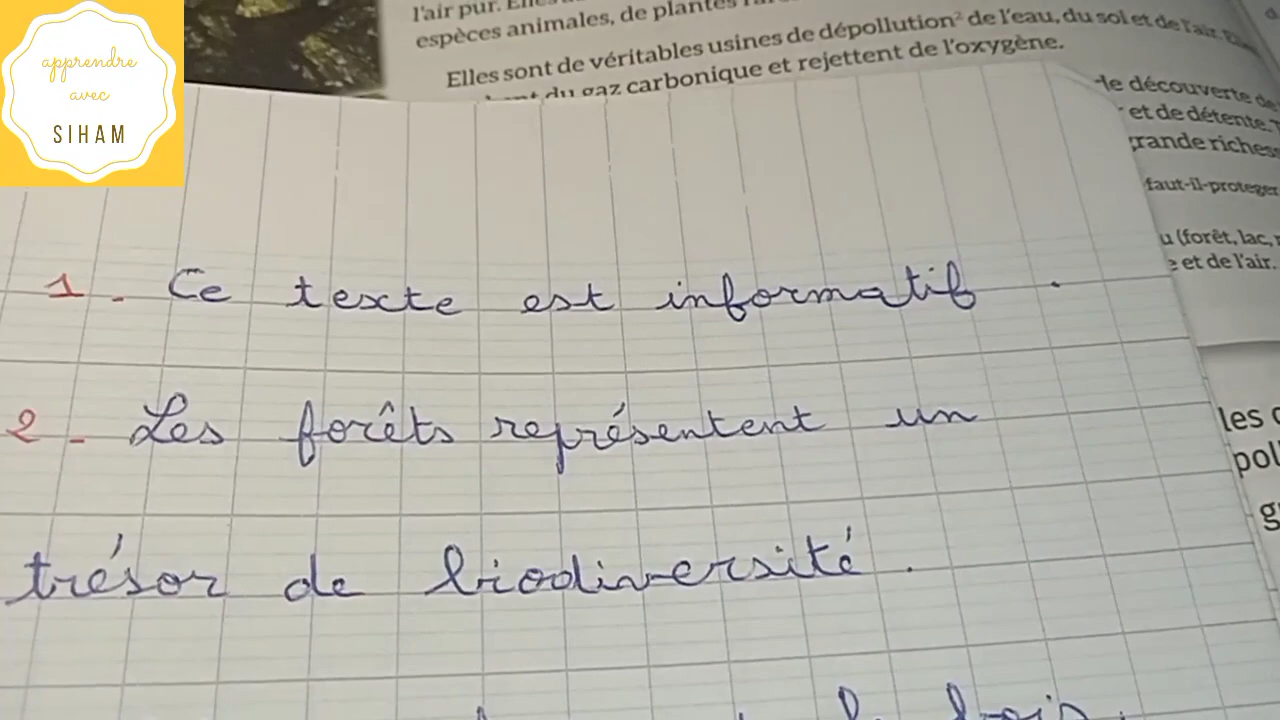 apprendre
avec
SIHAM
l'air pur.
espèces animales, de plantes
Elles sont de véritables usines de dépollution² de l'eau, du sol et de l'air.
du gaz carbonique et rejettent de l'oxygène.
de découverte de
et de détente.
grande richess
faut-il-proteger
u (forêt, lac,
e et de l'air.
1. Ce texte est informatif.
2 - Les forêts représentent un
trésor de biodiversité.
les
pol